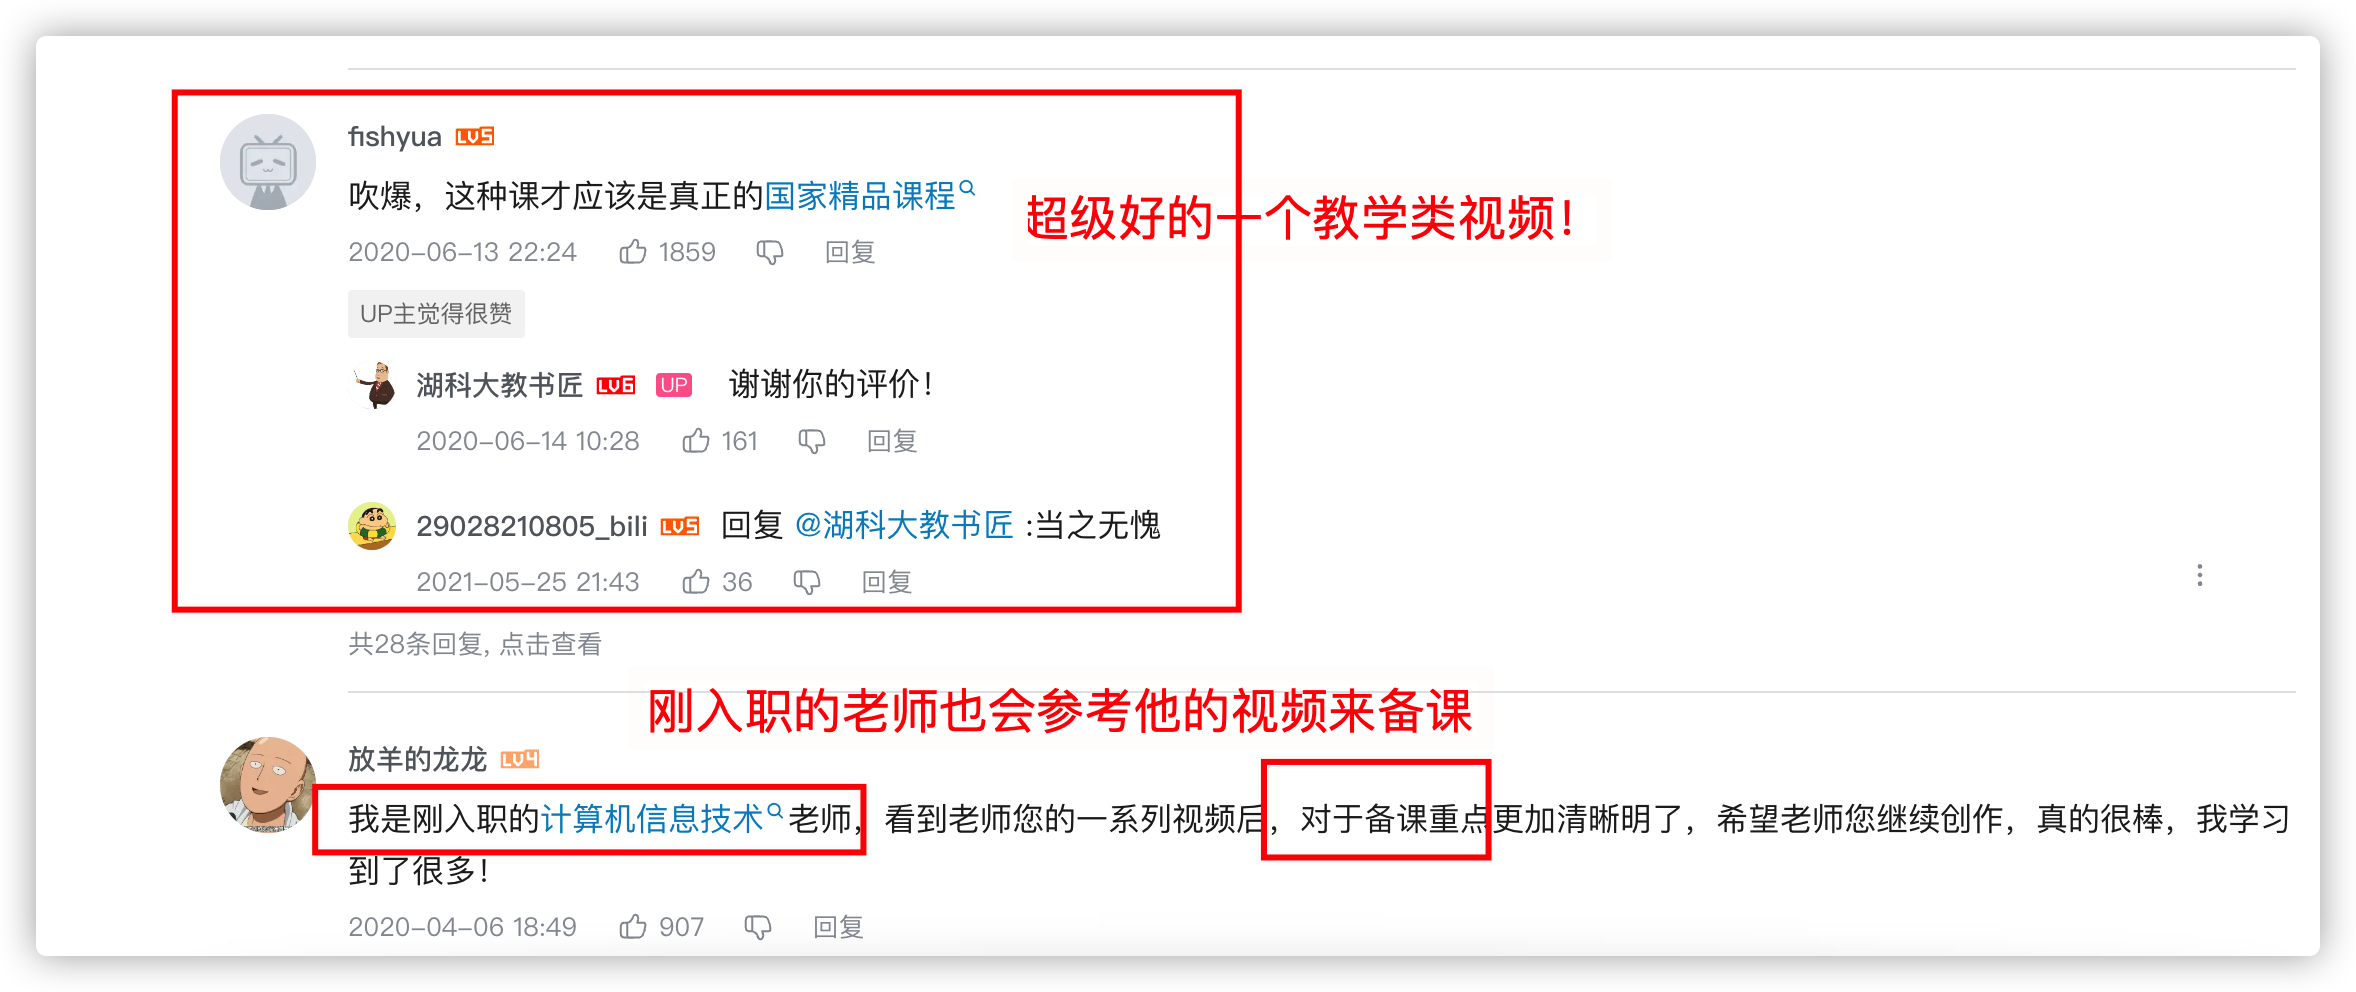 fishyua LV5
吹爆，这种课才应该是真正的国家精品课程
超级好的一个教学类视频！
2020-06-13 22:24 1859 回复
UP主觉得很赞
湖科大教书匠 LV6 UP 谢谢你的评价！
2020-06-14 10:28 161 回复
29028210805_bili LV5 回复 @湖科大教书匠 :当之无愧
2021-05-25 21:43 36 回复
共28条回复, 点击查看
刚入职的老师也会参考他的视频来备课
放羊的龙龙 LV4
我是刚入职的计算机信息技术老师，看到老师您的一系列视频后，对于备课重点更加清晰明了，希望老师您继续创作，真的很棒，我学习
到了很多！
2020-04-06 18:49 907 回复